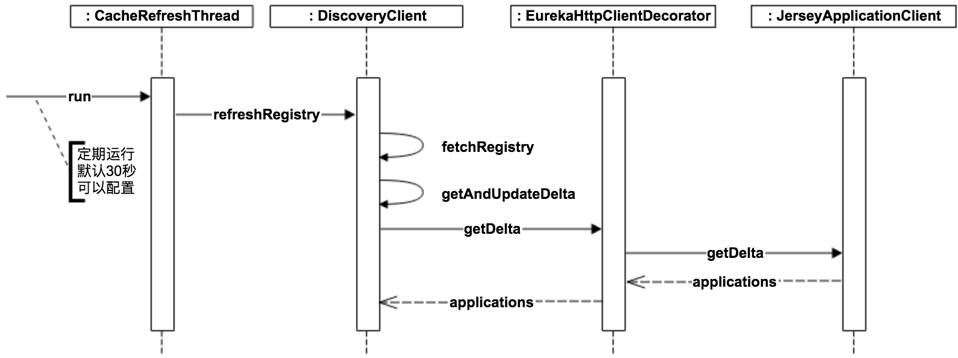 : CacheRefreshThread
: DiscoveryClient
: EurekaHttpClientDecorator
: JerseyApplicationClient
run
refreshRegistry
定期运行
默认30秒
可以配置
fetchRegistry
getAndUpdateDelta
getDelta
getDelta
applications
applications